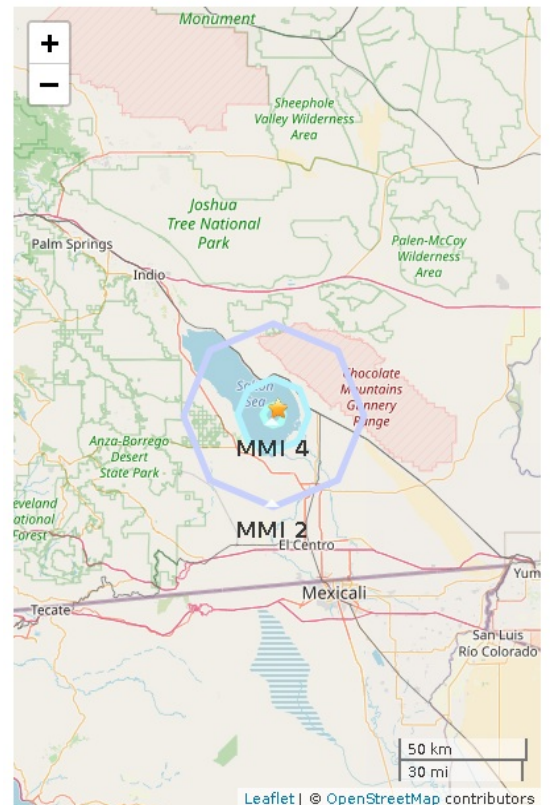 Monument
+
−
Sheephole
Valley Wilderness
Area
Joshua
Tree National
Park
Palm Springs
Palen-McCoy
Wilderness
Area
Indio
Salton
Sea
Chocolate
Mountains
Gunnery
Range
MMI 4
Anza-Borrego
Desert
State Park
eveland
ational
Forest
MMI 2
El Centro
Yum
Mexicali
Tecate
San Luis
Río Colorado
50 km
30 mi
Leaflet | © OpenStreetMap contributors